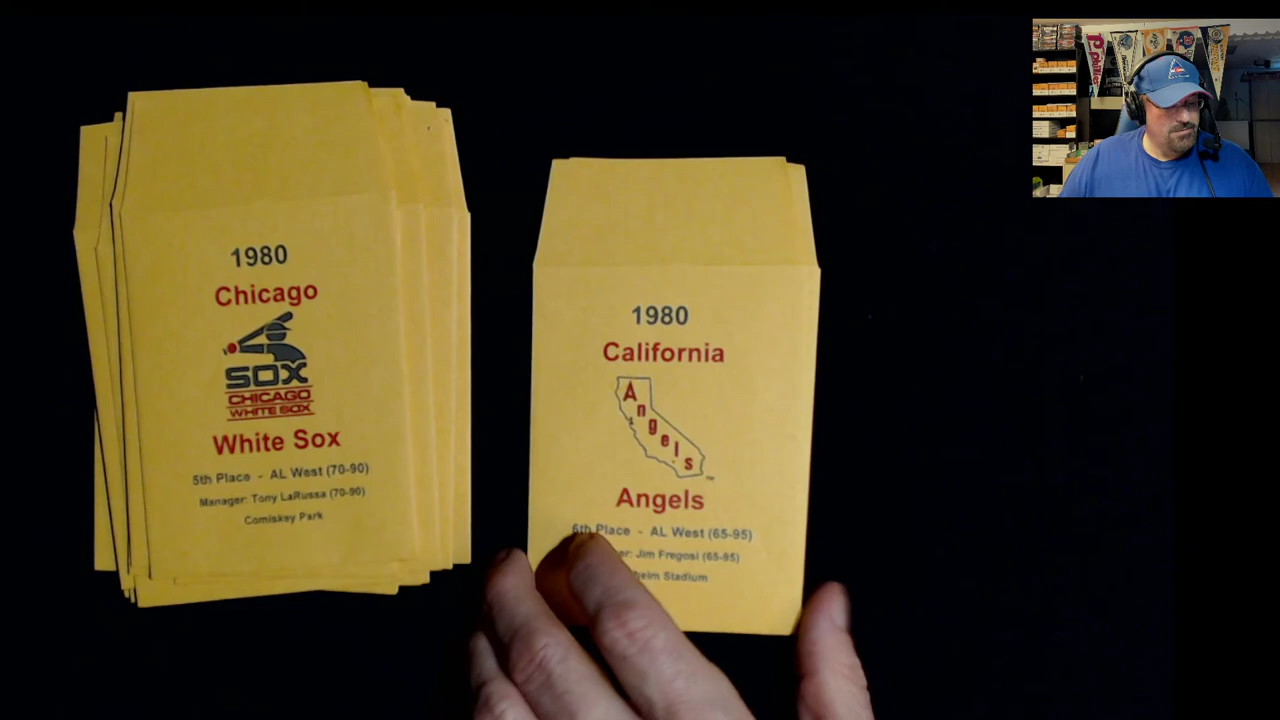 1980
Chicago
SOX
CHICAGO
WHITE SOX
White Sox
5th Place - AL West (70-90)
Manager: Tony LaRussa (70-90)
Comiskey Park
1980
California
Angels
Angels
6th Place - AL West (65-95)
Jim Fregosi (65-95)
Stadium
Phillies